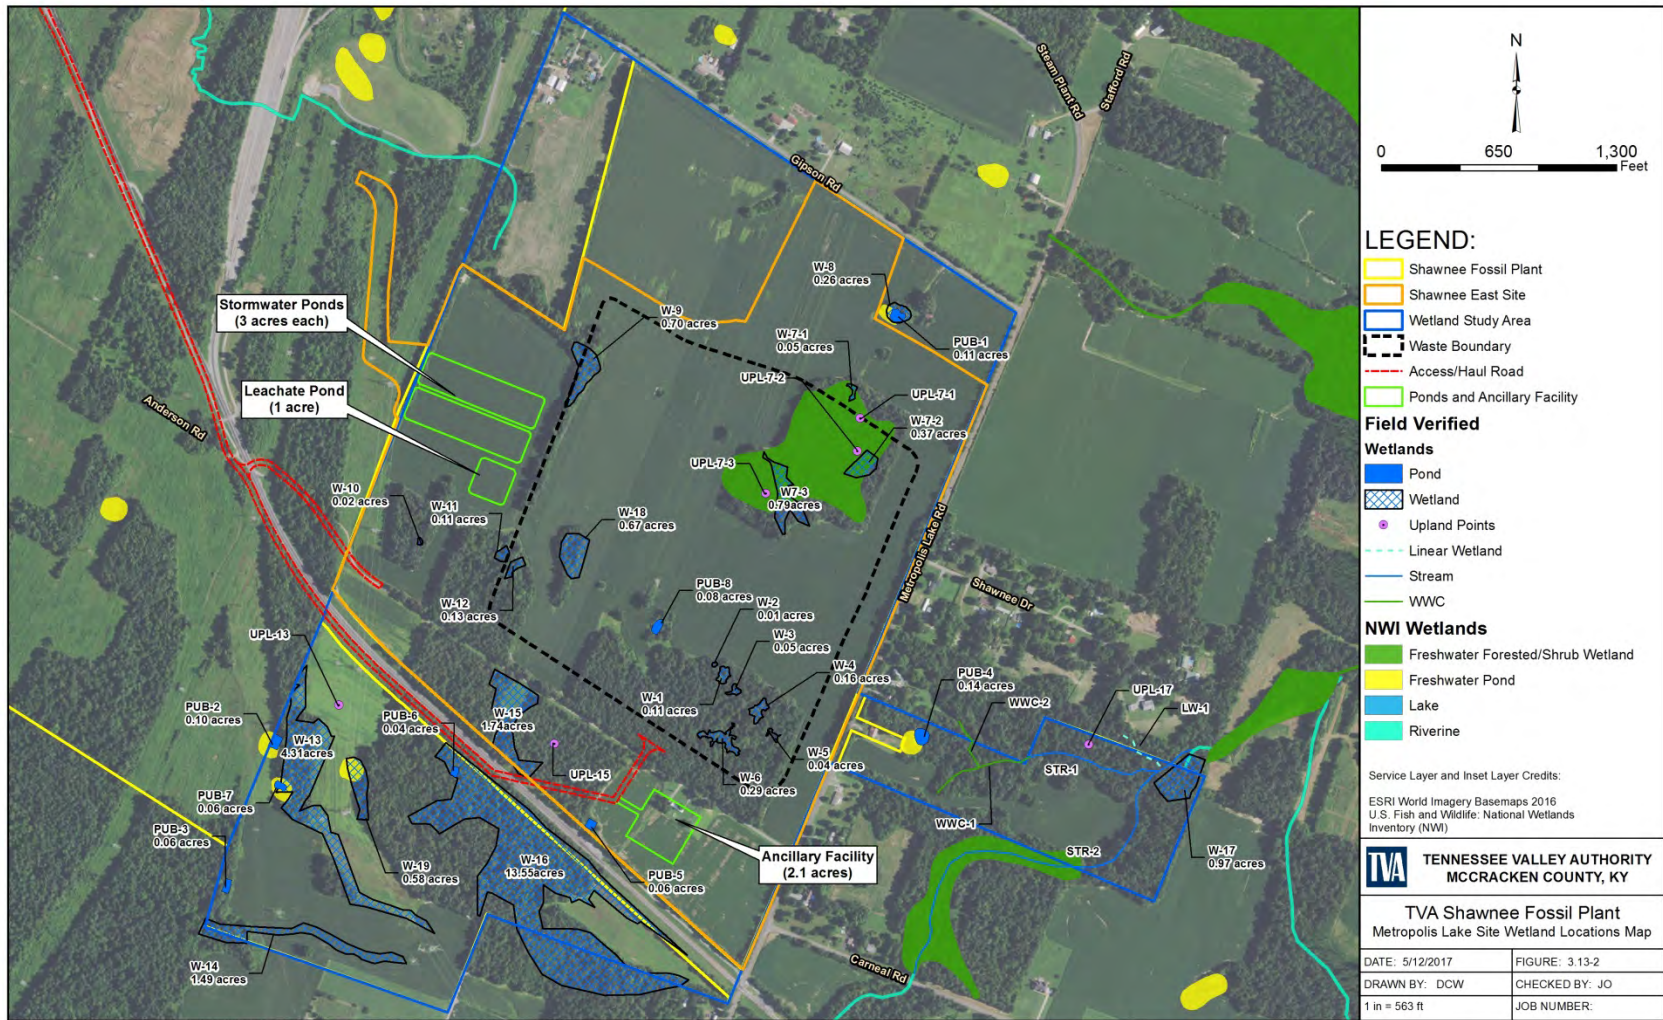 Steam Plant Rd
Stafford Rd
Gipson Rd
W-8
0.26 acres
Stormwater Ponds
(3 acres each)
W-9
0.70 acres
W-7-1
0.05 acres
PUB-1
0.11 acres
UPL-7-2
UPL-7-1
Leachate Pond
(1 acre)
Anderson Rd
W-7-2
0.37 acres
UPL-7-3
W7-3
0.79acres
W-10
0.02 acres
W-11
0.11 acres
W-18
0.67 acres
Metropolis Lake Rd
Shawnee Dr
PUB-8
0.08 acres
W-12
0.13 acres
W-2
0.01 acres
W-3
0.05 acres
UPL-13
W-4
0.16 acres
PUB-4
0.14 acres
WWC-2
UPL-17
LW-1
W-1
0.11 acres
PUB-2
0.10 acres
PUB-6
0.04 acres
W-15
1.74acres
W-13
4.31acres
W-5
0.04 acres
UPL-15
STR-1
W-6
0.29 acres
PUB-7
0.06 acres
WWC-1
PUB-3
0.06 acres
STR-2
W-17
0.97 acres
W-19
0.58 acres
W-16
13.55acres
PUB-5
0.06 acres
Ancillary Facility
(2.1 acres)
W-14
1.49 acres
Carneal Rd
N
0 650 1,300
Feet
LEGEND:
Shawnee Fossil Plant
Shawnee East Site
Wetland Study Area
Waste Boundary
Access/Haul Road
Ponds and Ancillary Facility
Field Verified
Wetlands
Pond
Wetland
Upland Points
Linear Wetland
Stream
WWC
NWI Wetlands
Freshwater Forested/Shrub Wetland
Freshwater Pond
Lake
Riverine
Service Layer and Inset Layer Credits:
ESRI World Imagery Basemaps 2016
U.S. Fish and Wildlife: National Wetlands
Inventory (NWI)
TVA
TENNESSEE VALLEY AUTHORITY
MCCRACKEN COUNTY, KY
TVA Shawnee Fossil Plant
Metropolis Lake Site Wetland Locations Map
DATE: 5/12/2017
FIGURE: 3.13-2
DRAWN BY: DCW
CHECKED BY: JO
1 in = 563 ft
JOB NUMBER: